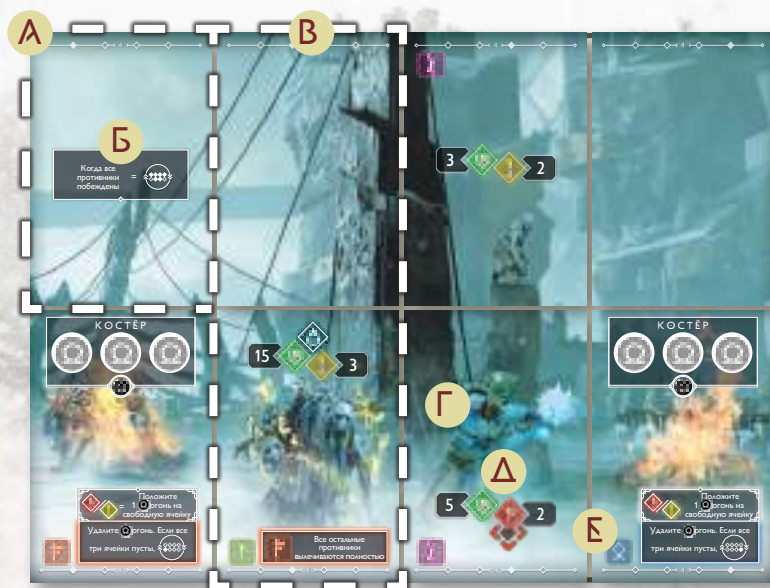 А
В
Б
Когда все
противники =
побеждены
3 2
КОСТЁР
15 3
Г
КОСТЁР
Д
5 2
Е
Положите
= 1 огонь на
свободную ячейку
Удалите огонь. Если все
три ячейки пусты,
Все остальные
противники
вылечиваются полностью
Положите
1 огонь на
свободную ячейку
Удалите огонь. Если все
три ячейки пусты,